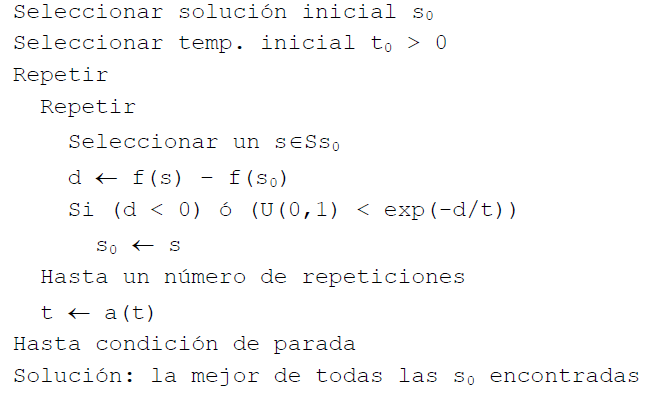 Seleccionar solución inicial s₀
Seleccionar temp. inicial t₀ > 0
Repetir
Repetir
Seleccionar un s∈Ss₀
d ← f(s) - f(s₀)
Si (d < 0) ó (U(0,1) < exp(-d/t))
s₀ ← s
Hasta un número de repeticiones
t ← a(t)
Hasta condición de parada
Solución: la mejor de todas las s₀ encontradas